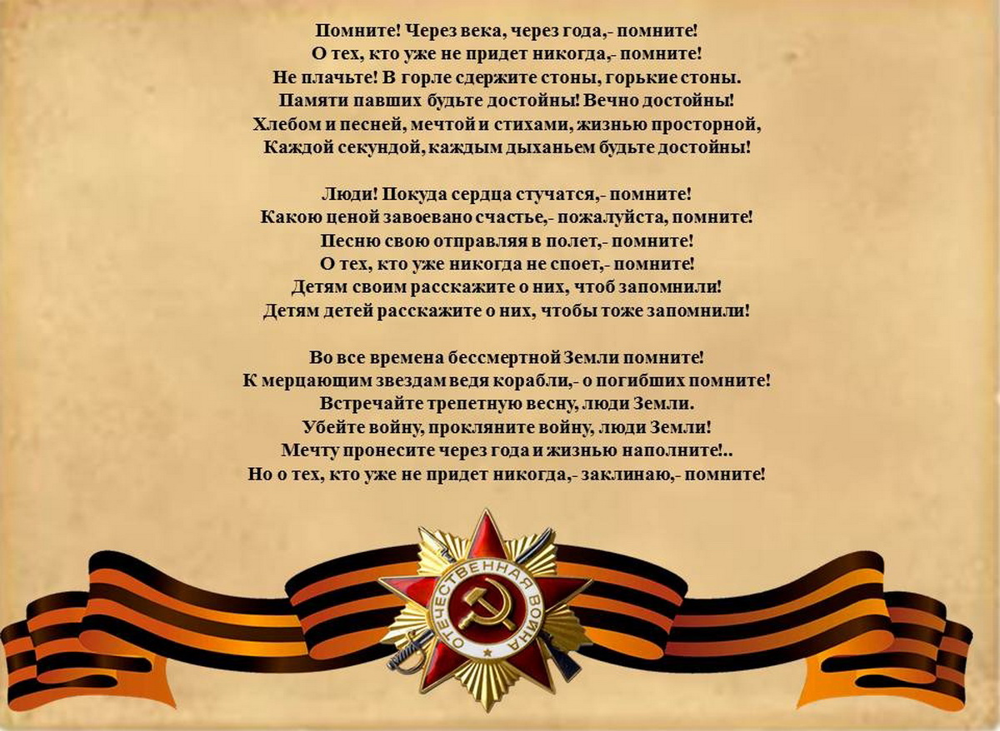 Помните! Через века, через года,- помните!
О тех, кто уже не придет никогда,- помните!
Не плачьте! В горле сдержите стоны, горькие стоны.
Памяти павших будьте достойны! Вечно достойны!
Хлебом и песней, мечтой и стихами, жизнью просторной,
Каждой секундой, каждым дыханьем будьте достойны!

Люди! Покуда сердца стучатся,- помните!
Какою ценой завоевано счастье,- пожалуйста, помните!
Песню свою отправляя в полет,- помните!
О тех, кто уже никогда не споет,- помните!
Детям своим расскажите о них, чтоб запомнили!
Детям детей расскажите о них, чтобы тоже запомнили!

Во все времена бессмертной Земли помните!
К мерцающим звездам ведя корабли,- о погибших помните!
Встречайте трепетную весну, люди Земли.
Убейте войну, прокляните войну, люди Земли!
Мечту пронесите через года и жизнью наполните!..
Но о тех, кто уже не придет никогда,- заклинаю,- помните!

ОТЕЧЕСТВЕННАЯ ВОЙНА